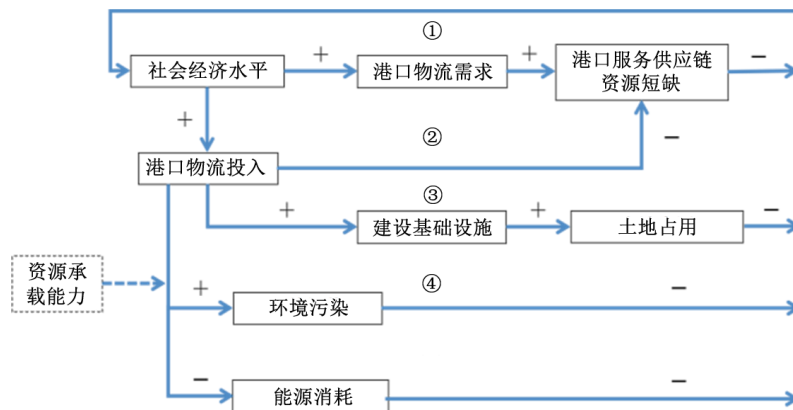 ①
+
+
−
社会经济水平
港口物流需求
港口服务供应链
资源短缺
+
②
−
港口物流投入
③
+
+
−
建设基础设施
土地占用
资源承
载能力
④
+
−
环境污染
−
−
能源消耗